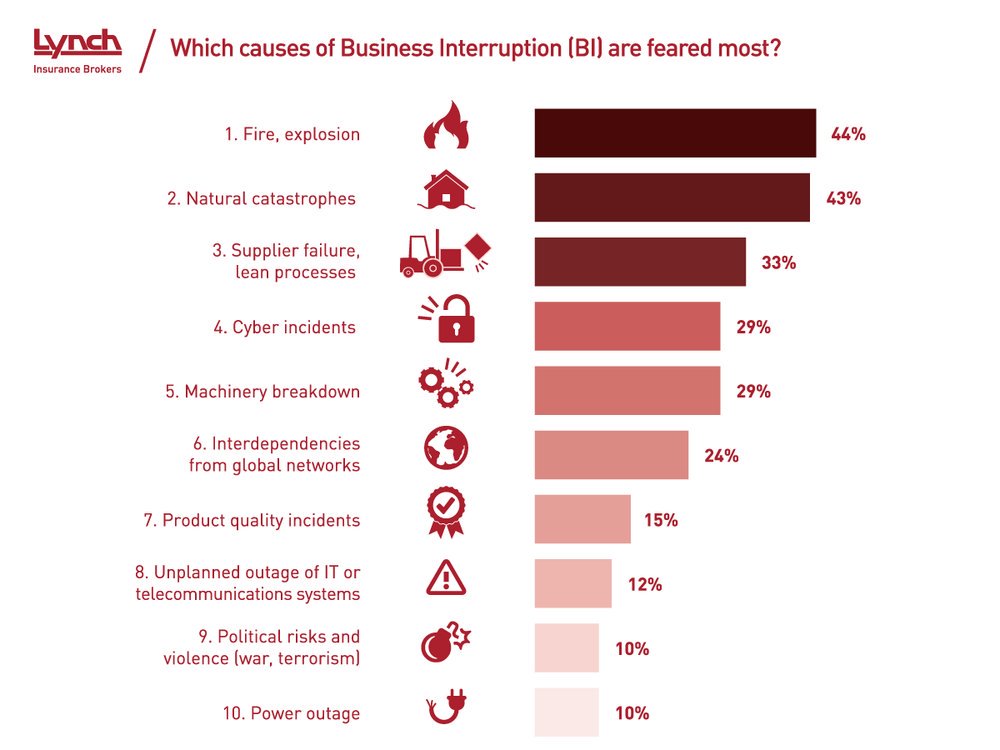 Lynch
Insurance Brokers
Which causes of Business Interruption (BI) are feared most?
1. Fire, explosion
44%
2. Natural catastrophes
43%
3. Supplier failure,
lean processes
33%
4. Cyber incidents
29%
5. Machinery breakdown
29%
6. Interdependencies
from global networks
24%
7. Product quality incidents
15%
8. Unplanned outage of IT or
telecommunications systems
12%
9. Political risks and
violence (war, terrorism)
10%
10. Power outage
10%